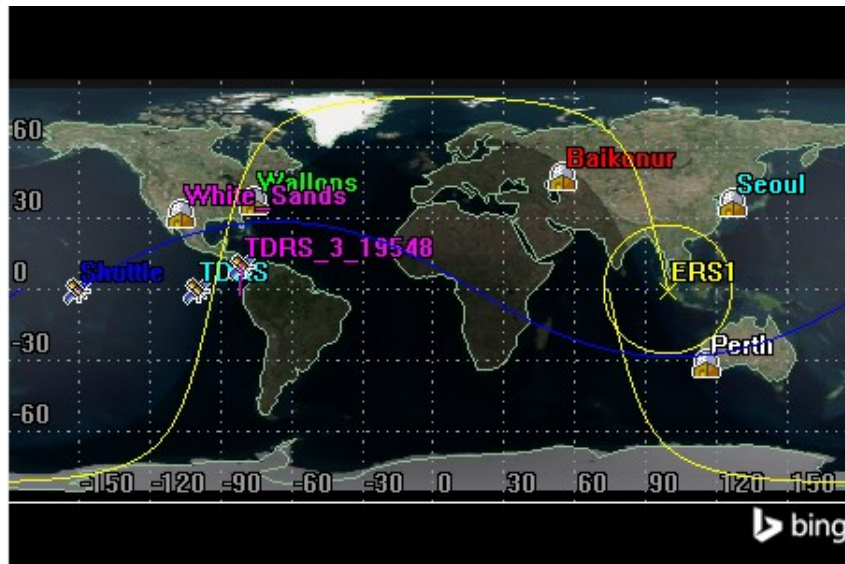 60
Baikonur
Wallops
White_Sands
Seoul
30
TDRS_3_19548
0
Shuttle
TDRS
ERS1
-30
Perth
-60
-150 -120 -90 -60 -30 0 30 60 90 120 150
bing